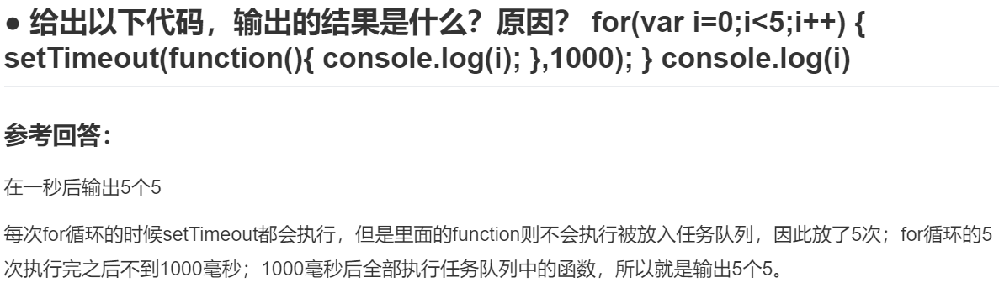 ● 给出以下代码，输出的结果是什么？原因？ for(var i=0;i<5;i++) {
setTimeout(function(){ console.log(i); },1000); } console.log(i)
参考回答：
在一秒后输出5个5
每次for循环的时候setTimeout都会执行，但是里面的function则不会执行被放入任务队列，因此放了5次；for循环的5
次执行完之后不到1000毫秒；1000毫秒后全部执行任务队列中的函数，所以就是输出5个5。